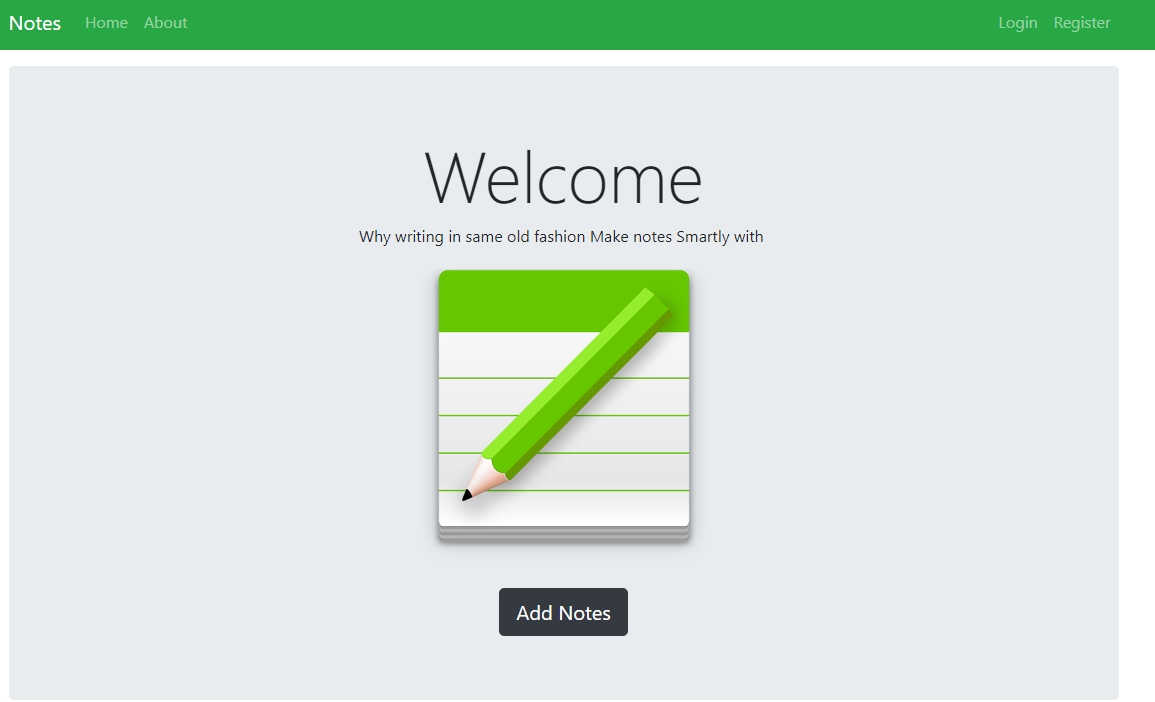 Notes Home About Login Register
Welcome
Why writing in same old fashion Make notes Smartly with
Add Notes